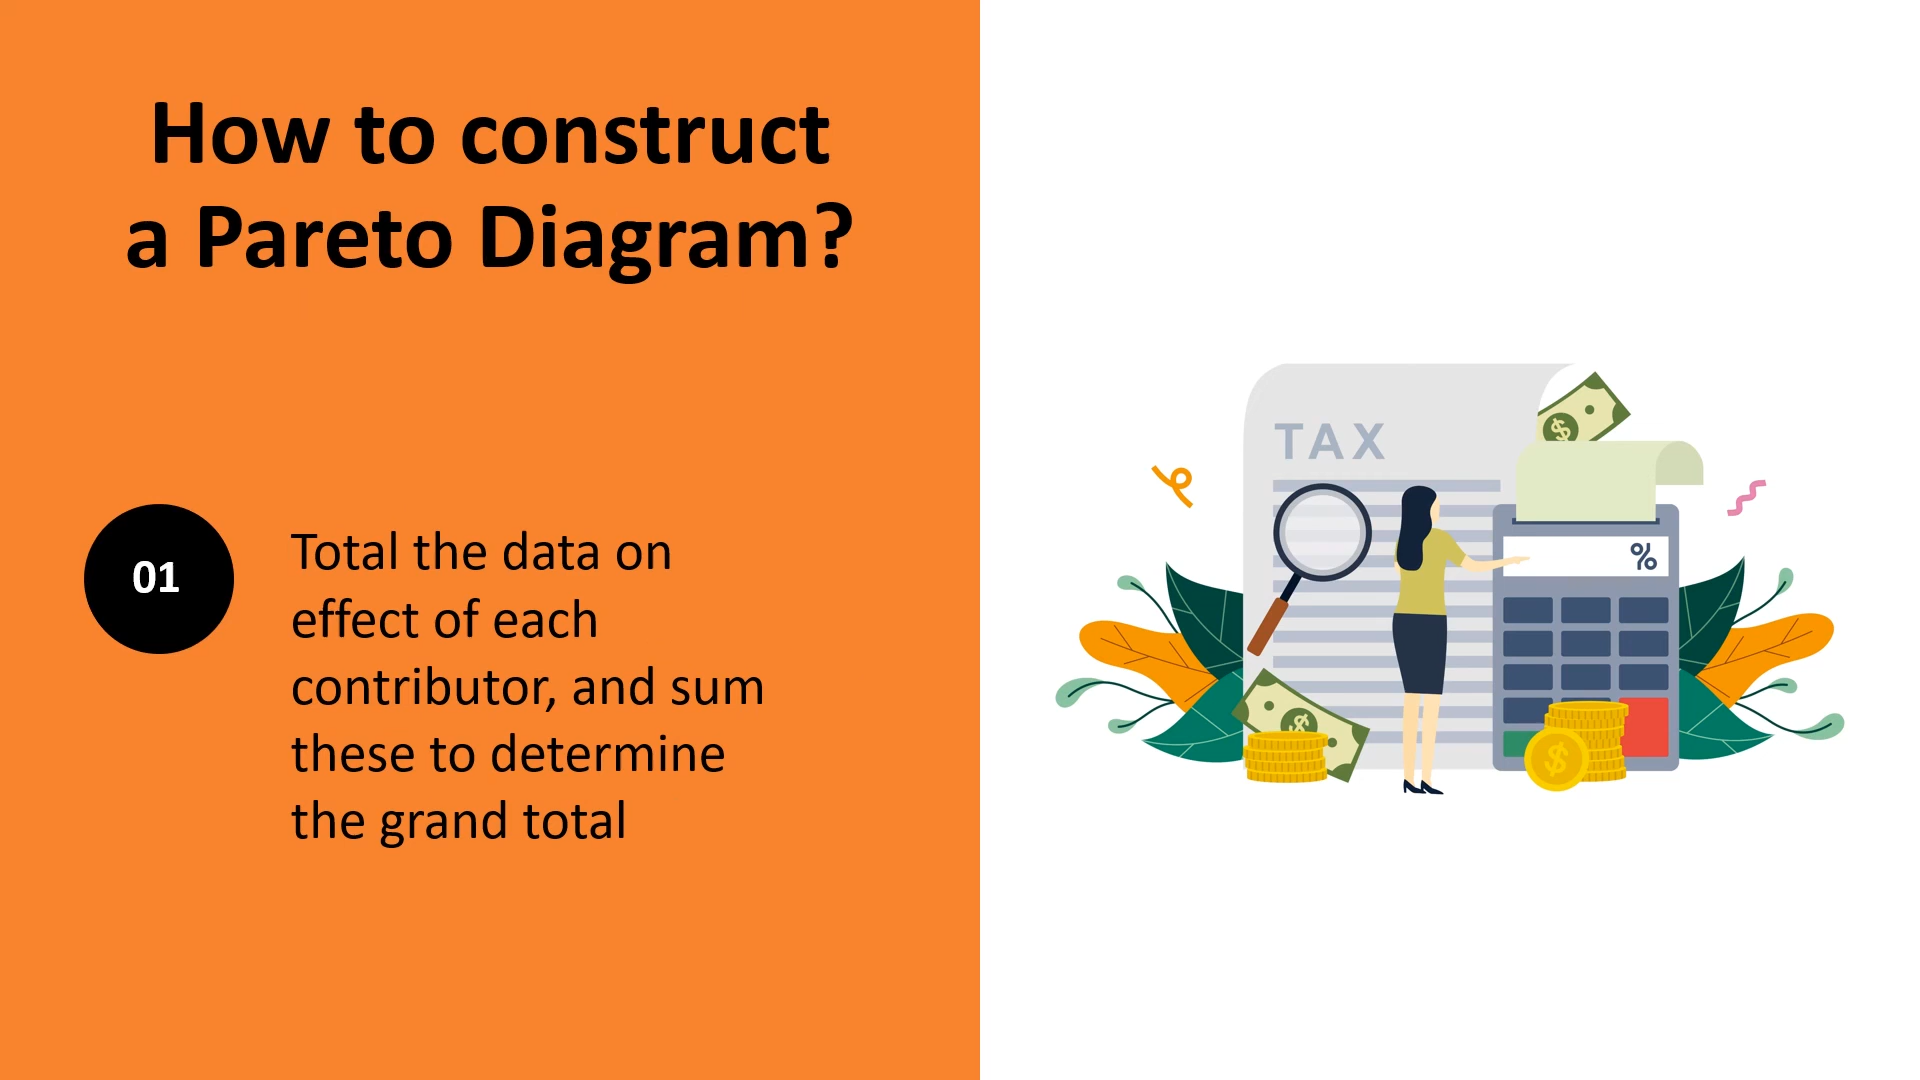 How to construct
a Pareto Diagram?
01
Total the data on
effect of each
contributor, and sum
these to determine
the grand total
TAX
$
%
$
$